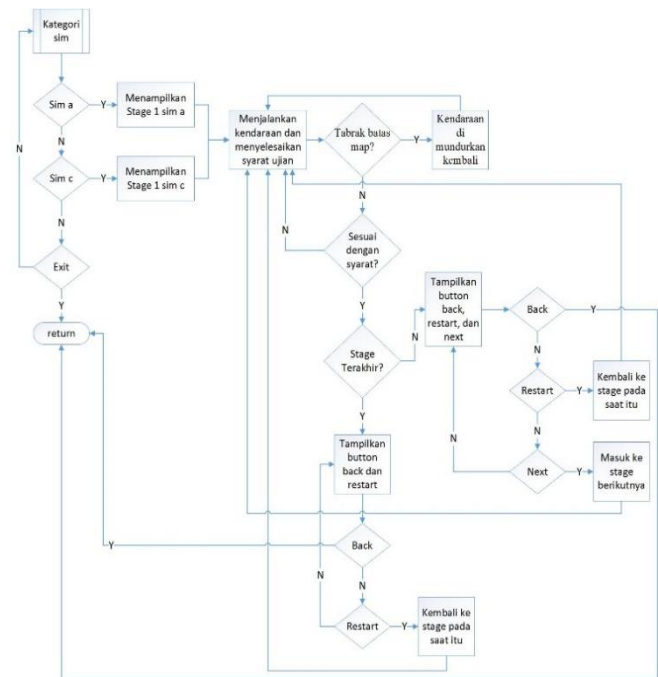 Kategori
sim
Sim a
Y
Menampilkan
Stage 1 sim a
N
Sim c
Y
Menampilkan
Stage 1 sim c
N
N
Exit
Y
return
Menjalankan
kendaraan dan
menyelesaikan
syarat ujian
Tabrak batas
map?
Y
Kendaraan
di
mundurkan
kembali
N
Sesuai
dengan
syarat?
N
Y
Stage
Terakhir?
N
Y
Tampilkan
button
back,
restart, dan
next
Back
Y
N
Restart
Y
Kembali ke
stage pada
saat itu
N
Next
Y
Masuk ke
stage
berikutnya
N
Tampilkan
button
back dan
restart
Back
Y
N
Restart
Y
Kembali ke
stage pada
saat itu
N